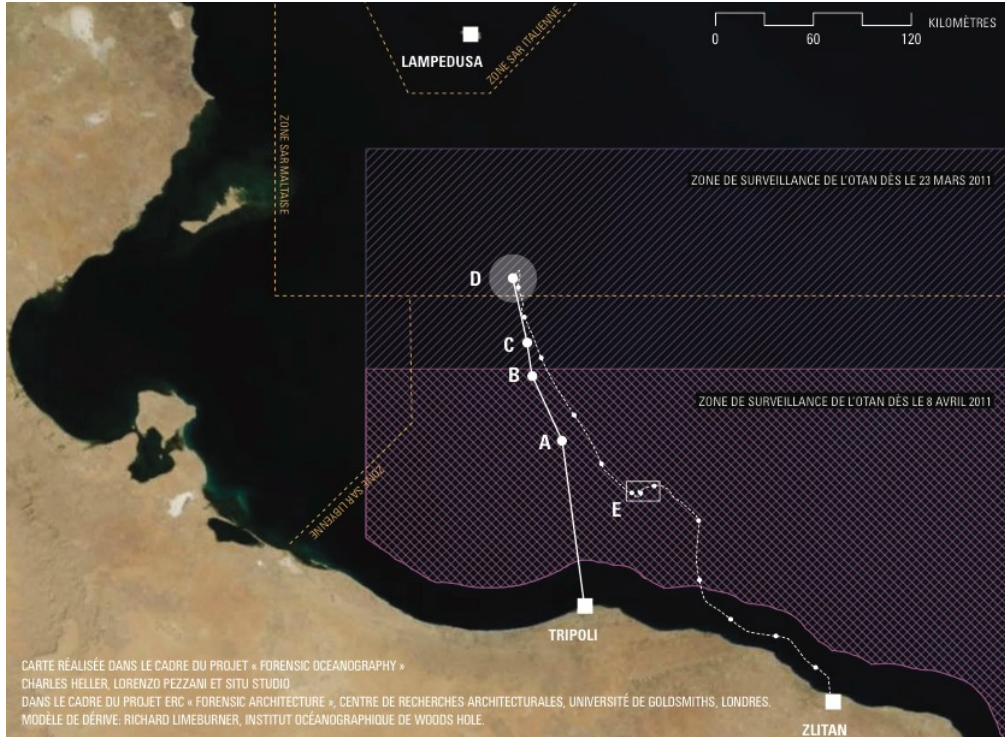 KILOMÈTRES
0 60 120
LAMPEDUSA
ZONE SAR ITALIENNE
ZONE SAR MALTAISE
ZONE DE SURVEILLANCE DE L'OTAN DÈS LE 23 MARS 2011
D
C
B
ZONE DE SURVEILLANCE DE L'OTAN DÈS LE 8 AVRIL 2011
A
ZONE SAR LIBYENNE
E
TRIPOLI
CARTE RÉALISÉE DANS LE CADRE DU PROJET « FORENSIC OCEANOGRAPHY »
CHARLES HELLER, LORENZO PEZZANI ET SITU STUDIO
DANS LE CADRE DU PROJET ERC « FORENSIC ARCHITECTURE », CENTRE DE RECHERCHES ARCHITECTURALES, UNIVERSITÉ DE GOLDSMITHS, LONDRES.
MODÈLE DE DÉRIVE: RICHARD LIMEBURNER, INSTITUT OCÉANOGRAPHIQUE DE WOODS HOLE.
ZLITAN